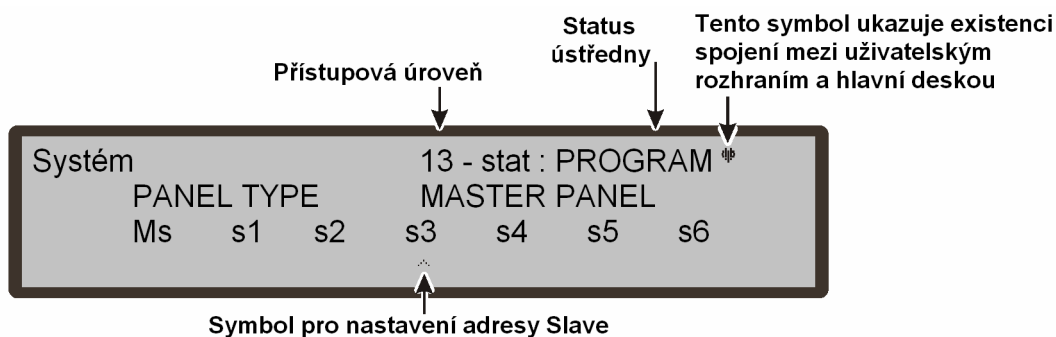 Status
ústředny
Tento symbol ukazuje existenci
spojení mezi uživatelským
rozhraním a hlavní deskou
Přístupová úroveň
Systém 13 - stat : PROGRAM
PANEL TYPE MASTER PANEL
Ms s1 s2 s3 s4 s5 s6
Symbol pro nastavení adresy Slave